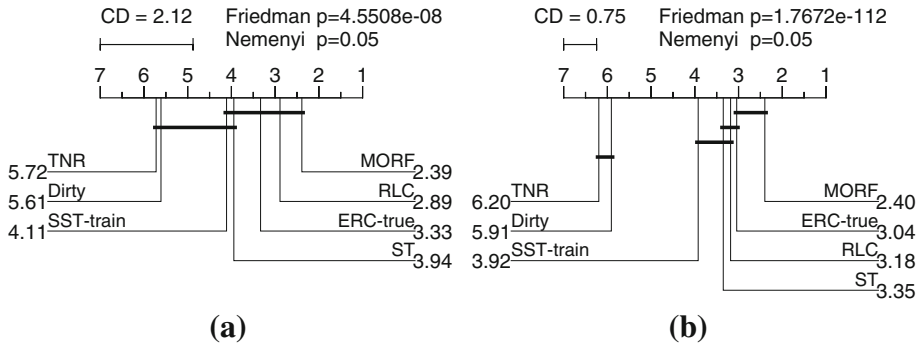 CD = 2.12
Friedman p=4.5508e-08
Nemenyi p=0.05
7 6 5 4 3 2 1
5.72 TNR
5.61 Dirty
4.11 SST-train
MORF 2.39
RLC 2.89
ERC-true 3.33
ST 3.94
(a)
CD = 0.75
Friedman p=1.7672e-112
Nemenyi p=0.05
7 6 5 4 3 2 1
6.20 TNR
5.91 Dirty
3.92 SST-train
MORF 2.40
ERC-true 3.04
RLC 3.18
ST 3.35
(b)